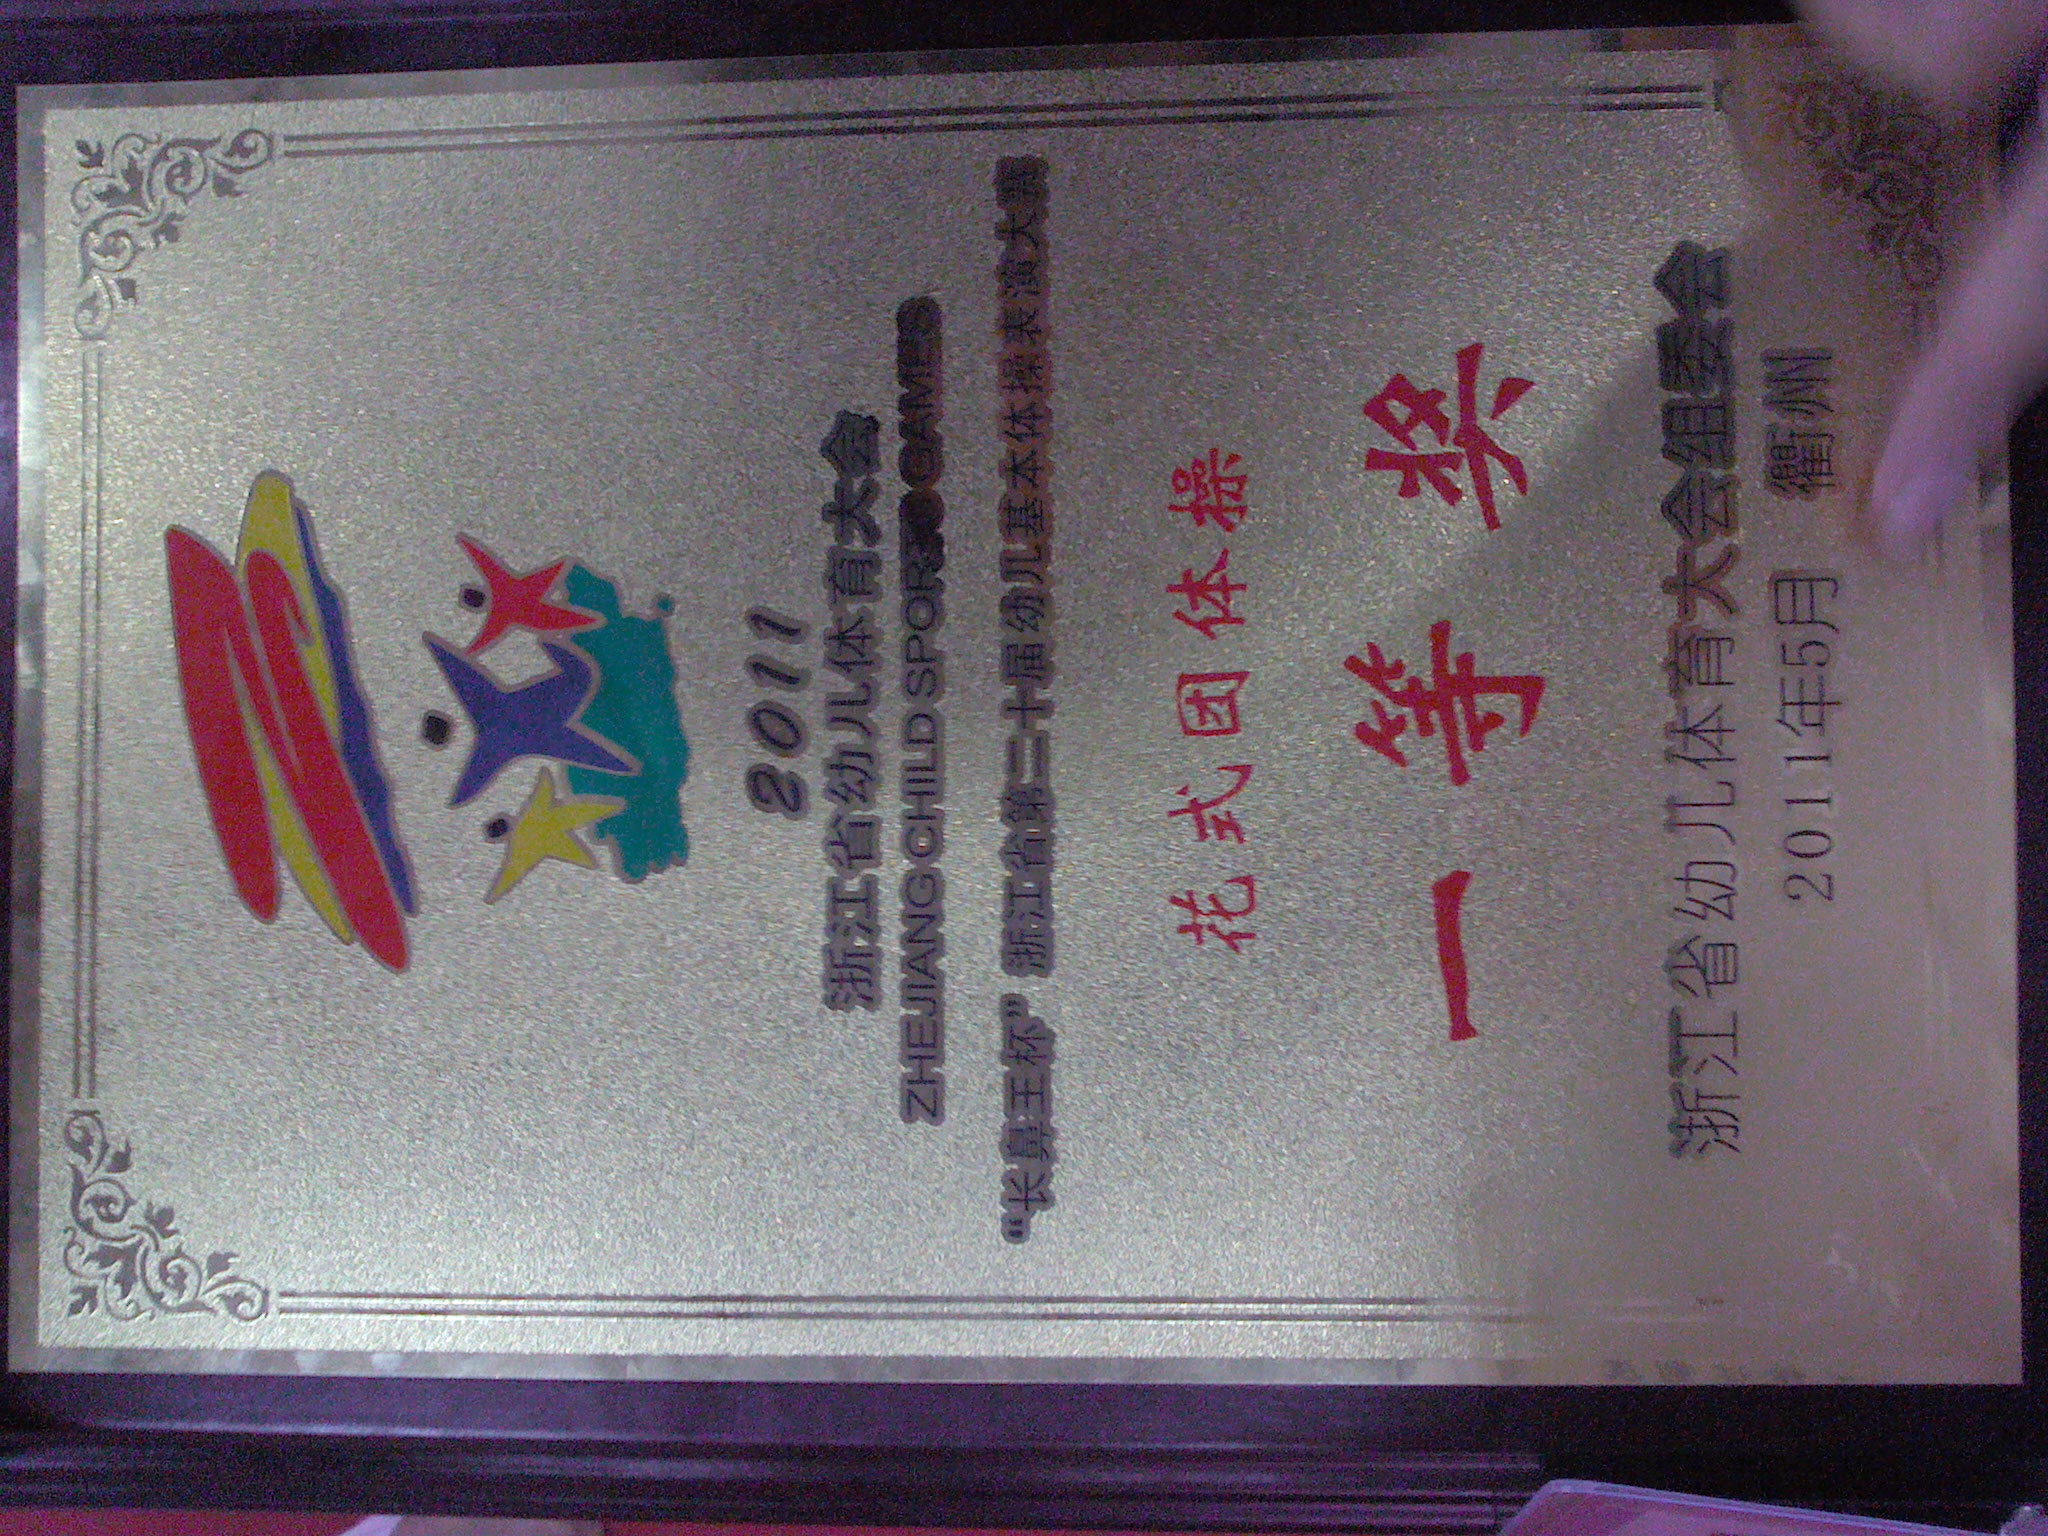 2011
浙江省幼儿体育大会
ZHEJIANG CHILD SPORTS GAMES
“长鼻王杯” 浙江省第二十届幼儿基本体操表演大赛
花式团体操
一等奖
浙江省幼儿体育大会组委会
2011年5月 衢州